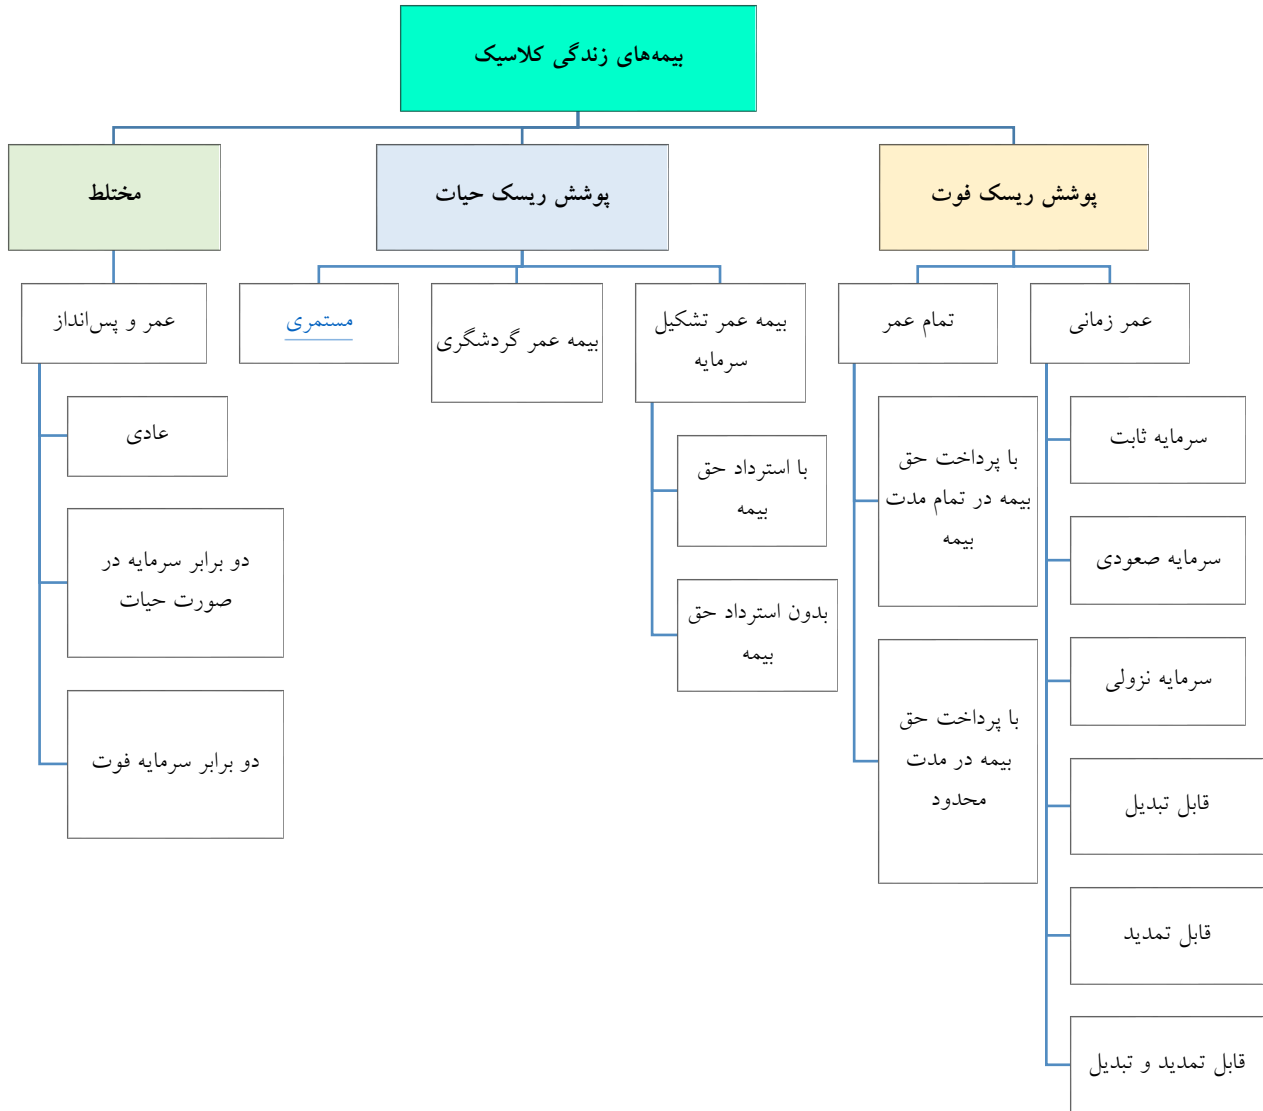 بیمه‌های زندگی کلاسیک
پوشش ریسک فوت
پوشش ریسک حیات
مختلط
عمر زمانی
تمام عمر
بیمه عمر تشکیل
سرمایه
بیمه عمر گردشگری
مستمری
عمر و پس‌انداز
سرمایه ثابت
سرمایه صعودی
سرمایه نزولی
قابل تبدیل
قابل تمدید
قابل تمدید و تبدیل
با پرداخت حق
بیمه در تمام مدت
بیمه
با پرداخت حق
بیمه در مدت
محدود
با استرداد حق
بیمه
بدون استرداد حق
بیمه
عادی
دو برابر سرمایه در
صورت حیات
دو برابر سرمایه فوت